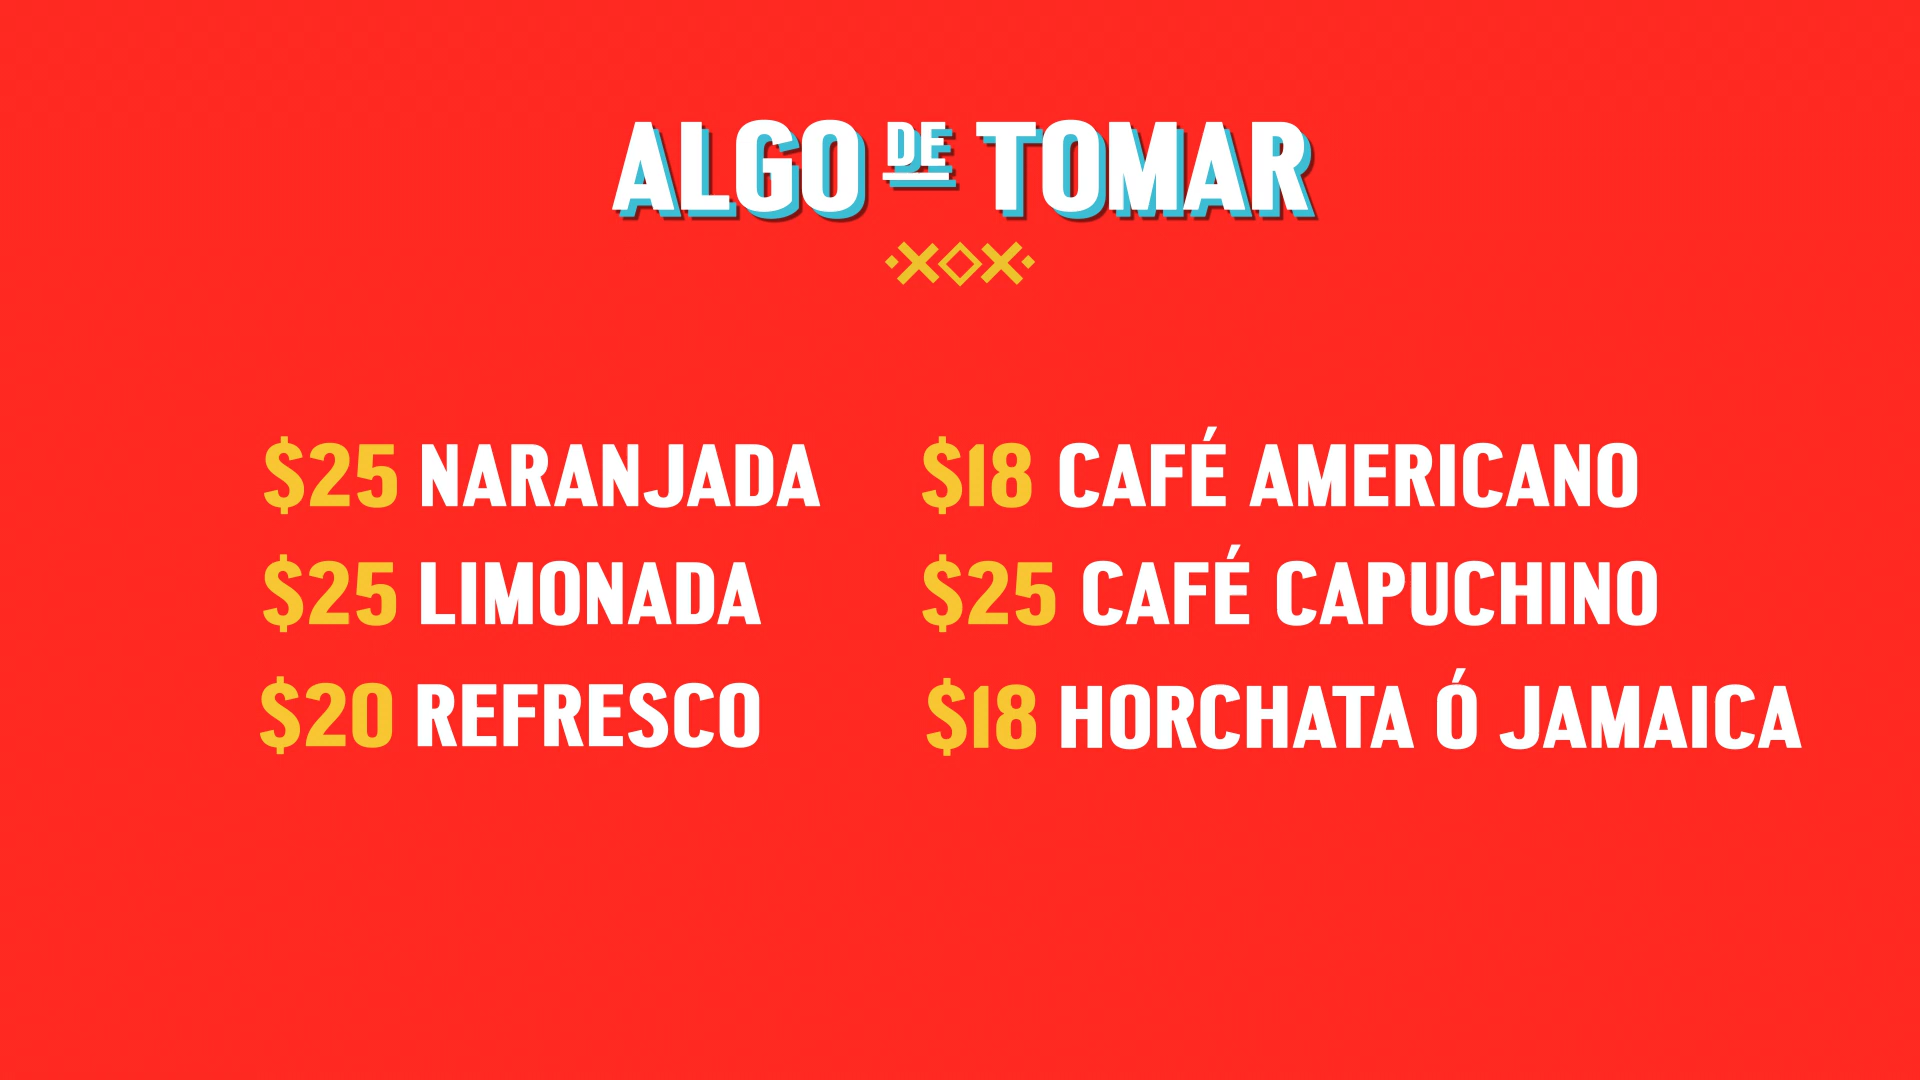 ALGO DE TOMAR
$25 NARANJADA
$25 LIMONADA
$20 REFRESCO
$18 CAFÉ AMERICANO
$25 CAFÉ CAPUCHINO
$18 HORCHATA Ó JAMAICA